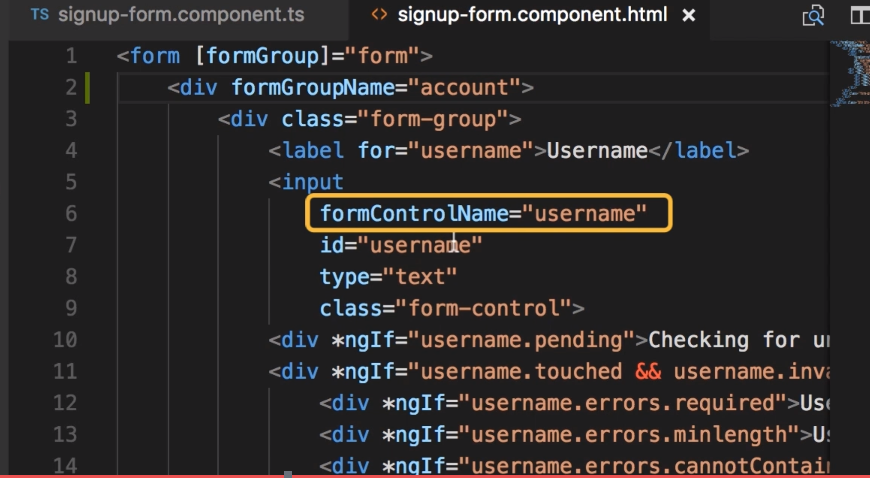 TS signup-form.component.ts
<> signup-form.component.html ×
1 <form [formGroup]="form">
2 <div formGroupName="account">
3 <div class="form-group">
4 <label for="username">Username</label>
5 <input
6 formControlName="username"
7 id="username"
8 type="text"
9 class="form-control">
10 <div *ngIf="username.pending">Checking for
11 <div *ngIf="username.touched && username.inva
12 <div *ngIf="username.errors.required">Use
13 <div *ngIf="username.errors.minlength">Us
14 <div *ngIf="username.errors.cannotContai